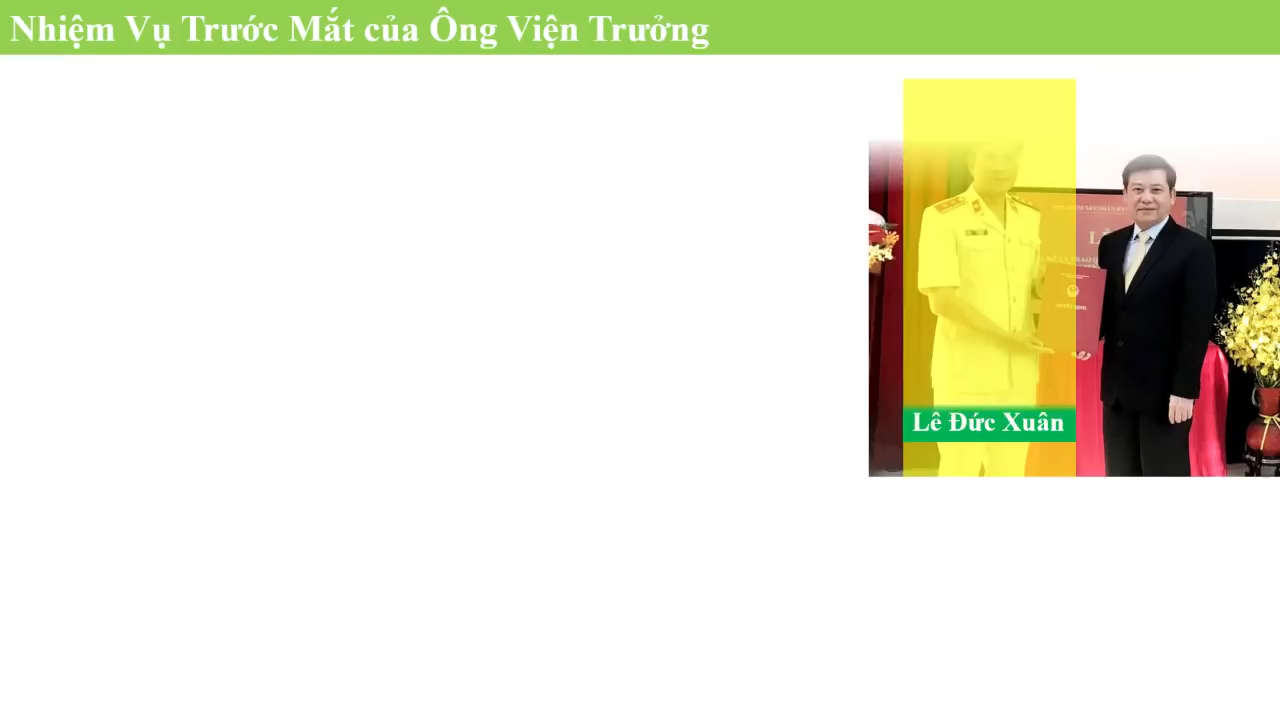 Nhiệm Vụ Trước Mắt của Ông Viện Trưởng
Lê Đức Xuân